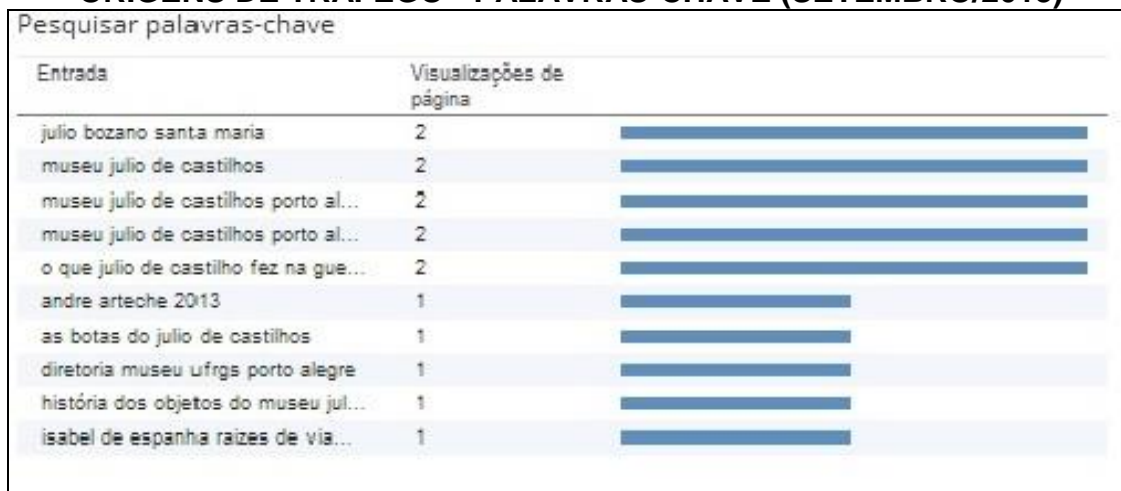 Pesquisar palavras-chave
Entrada Visualizações de
página
julio bozano santa maria 2
museu julio de castilhos 2
museu julio de castilhos porto al... 2
museu julio de castilhos porto al... 2
o que julio de castilho fez na gue... 2
andre arteche 2013 1
as botas do julio de castilhos 1
diretoria museu ufrgs porto alegre 1
história dos objetos do museu jul... 1
isabel de espanha raizes de via... 1